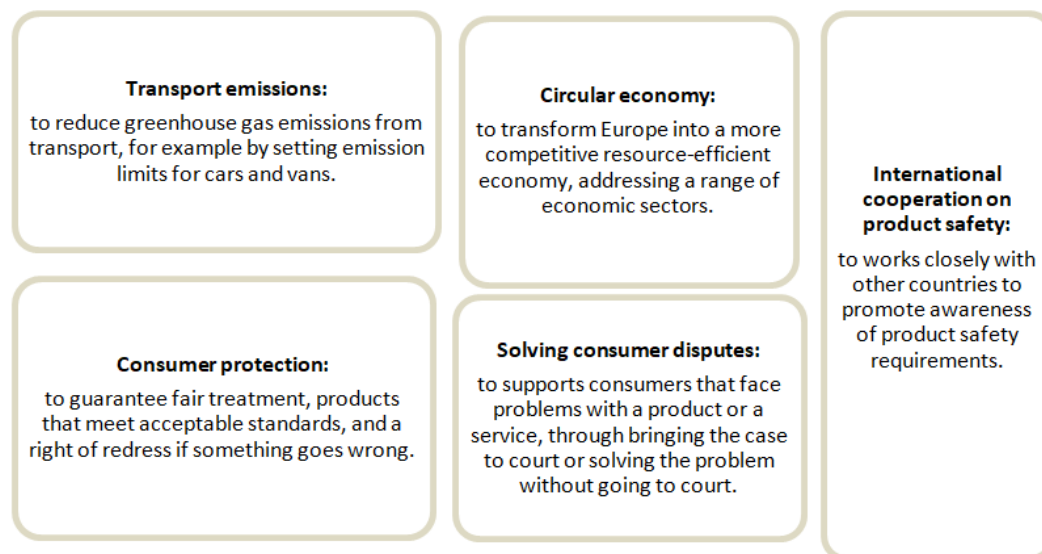 Transport emissions:
to reduce greenhouse gas emissions from
transport, for example by setting emission
limits for cars and vans.
Circular economy:
to transform Europe into a more
competitive resource-efficient
economy, addressing a range of
economic sectors.
International
cooperation on
product safety:
to works closely with
other countries to
promote awareness
of product safety
requirements.
Consumer protection:
to guarantee fair treatment, products
that meet acceptable standards, and a
right of redress if something goes wrong.
Solving consumer disputes:
to supports consumers that face
problems with a product or a
service, through bringing the case
to court or solving the problem
without going to court.